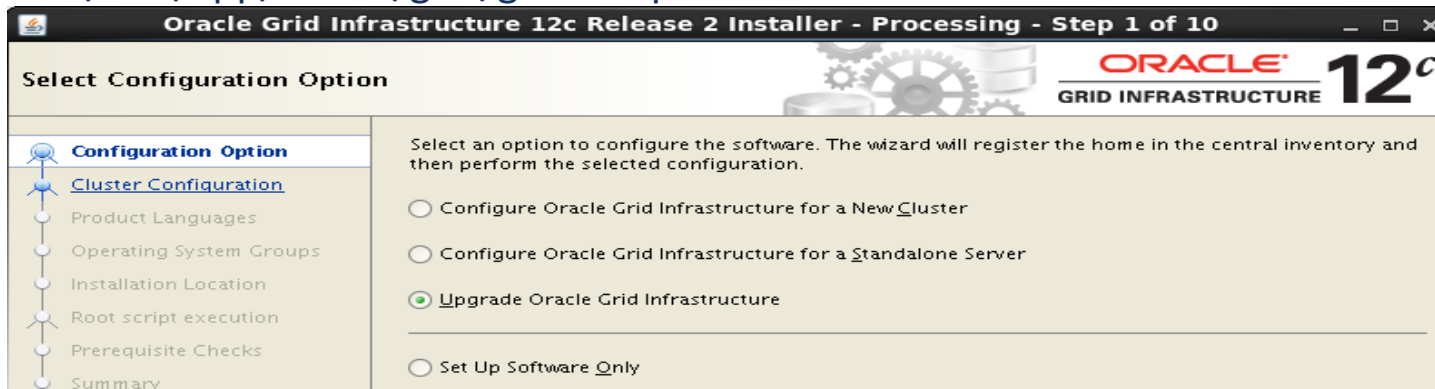 Oracle Grid Infrastructure 12c Release 2 Installer - Processing - Step 1 of 10
Select Configuration Option
ORACLE
GRID INFRASTRUCTURE 12c
Configuration Option
Cluster Configuration
Product Languages
Operating System Groups
Installation Location
Root script execution
Prerequisite Checks
Summary
Select an option to configure the software. The wizard will register the home in the central inventory and
then perform the selected configuration.
Configure Oracle Grid Infrastructure for a New Cluster
Configure Oracle Grid Infrastructure for a Standalone Server
Upgrade Oracle Grid Infrastructure
Set Up Software Only